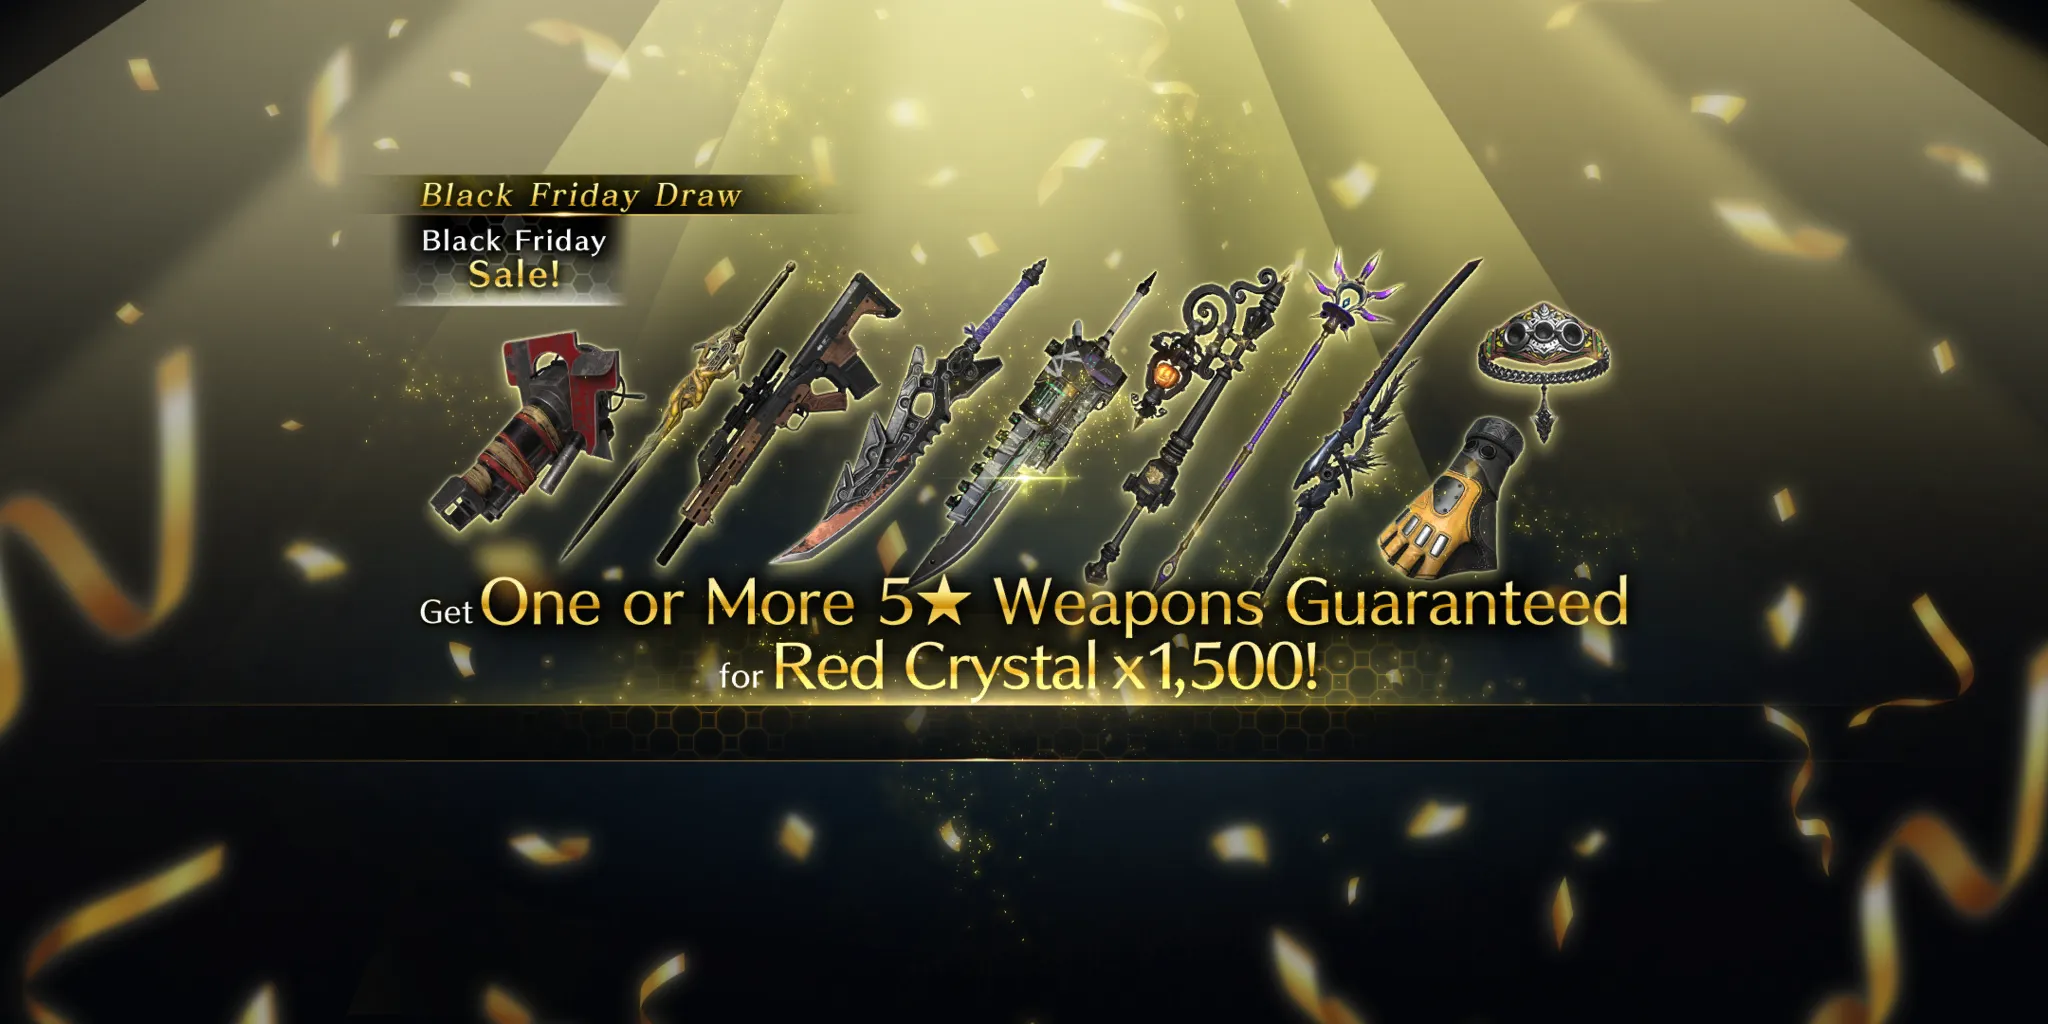 Black Friday Draw
Black Friday
Sale!
Get One or More 5★ Weapons Guaranteed
for Red Crystal x1,500!